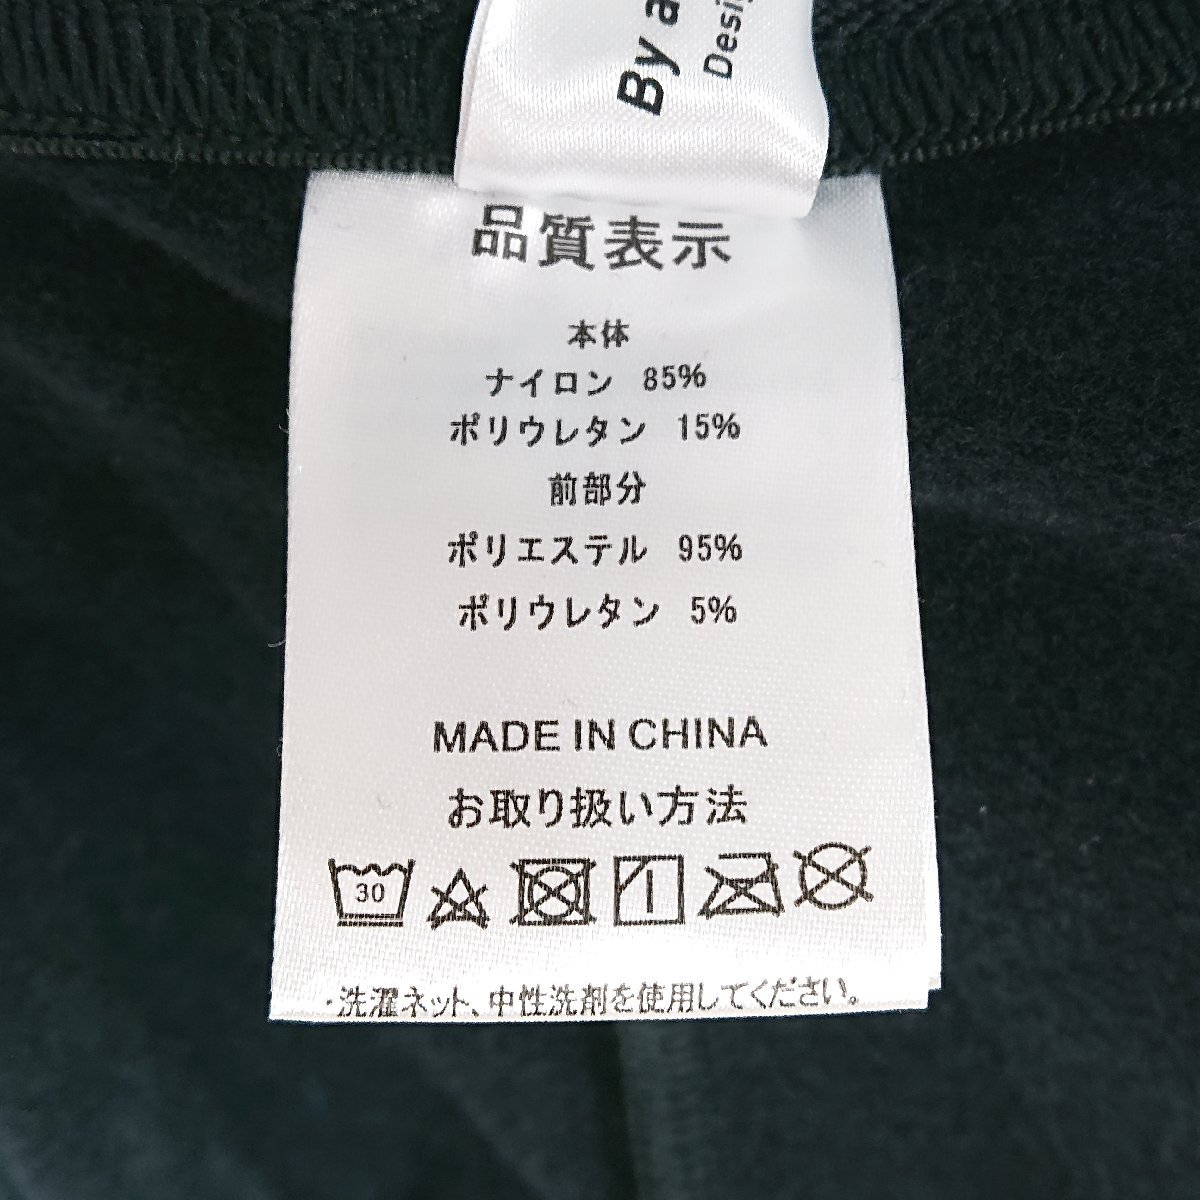 By a
Desig
品質表示
本体
ナイロン 85%
ポリウレタン 15%
前部分
ポリエステル 95%
ポリウレタン 5%
MADE IN CHINA
お取り扱い方法
30
・洗濯ネット、中性洗剤を使用してください。